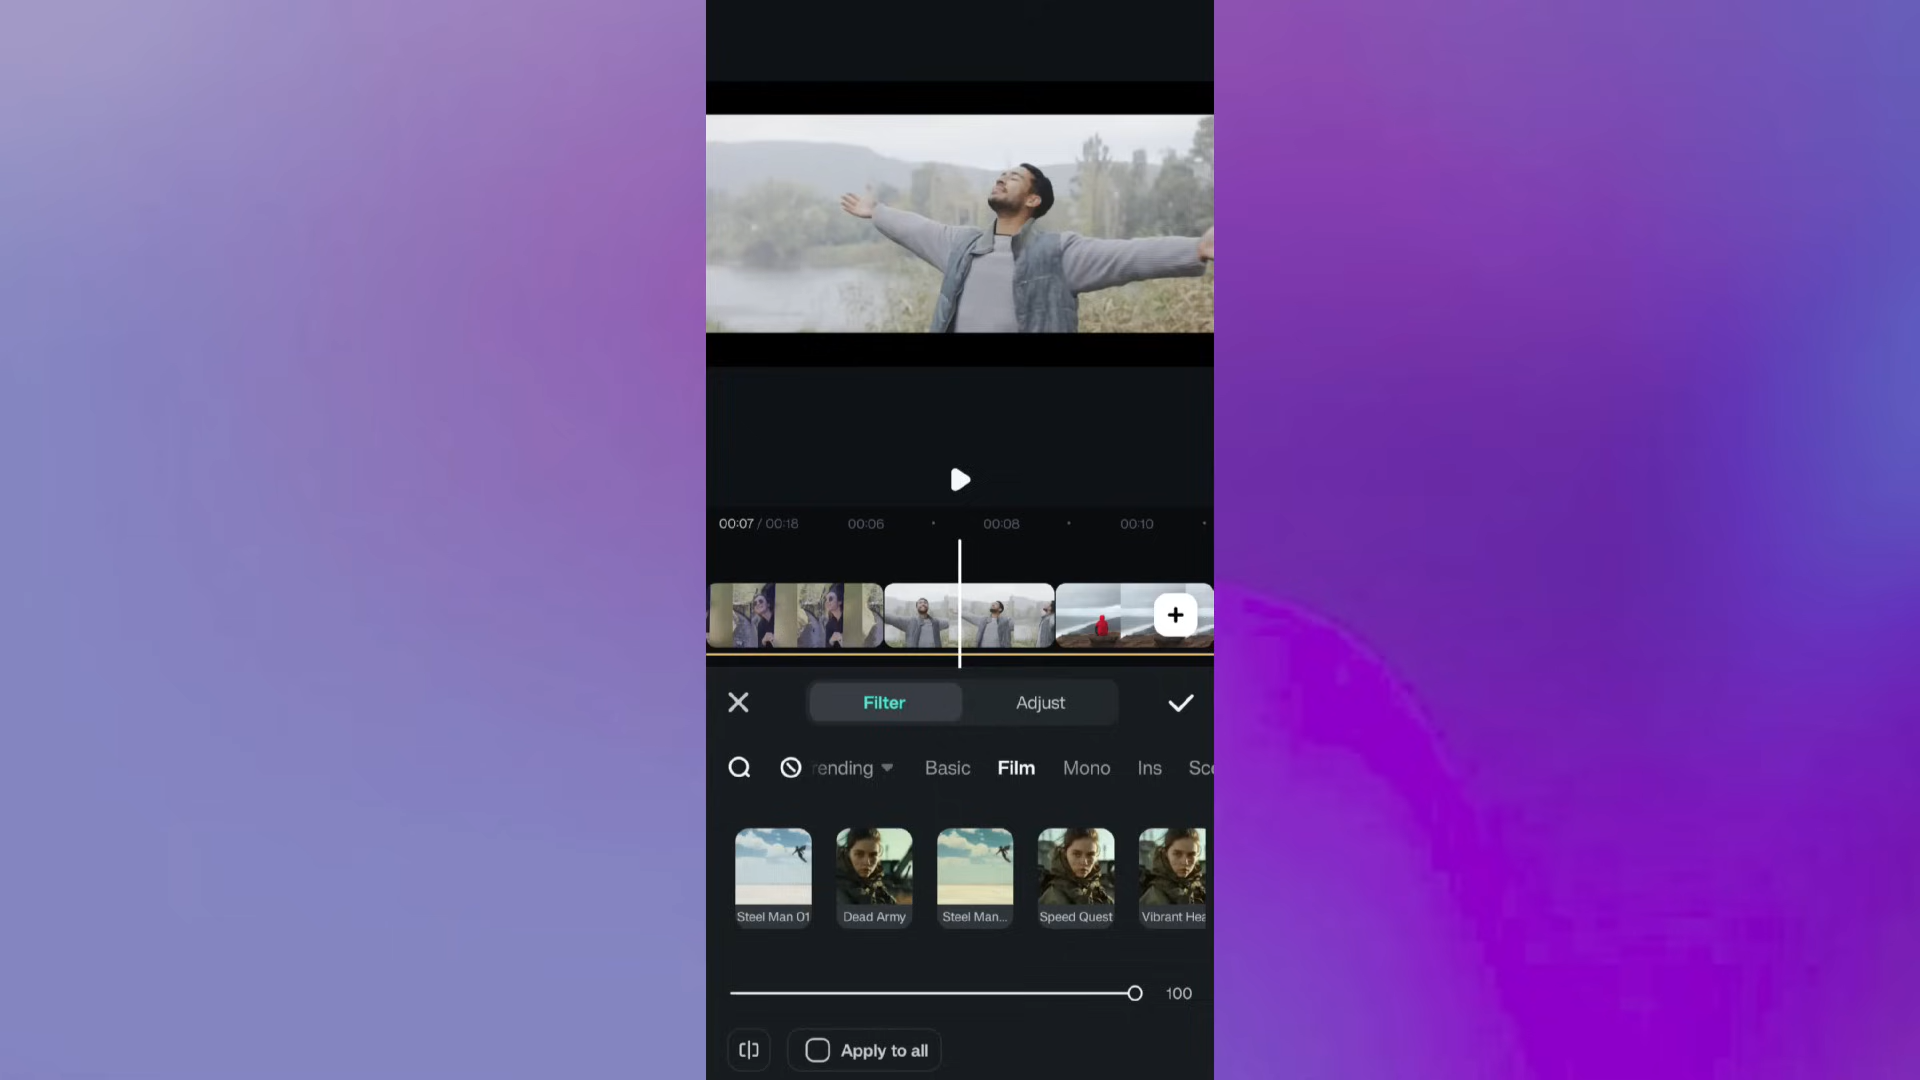 00:07 / 00:18 00:06 00:08 00:10
Filter Adjust
rending Basic Film Mono Ins Sc
Steel Man 01 Dead Army Steel Man... Speed Quest Vibrant Hea
100
Apply to all